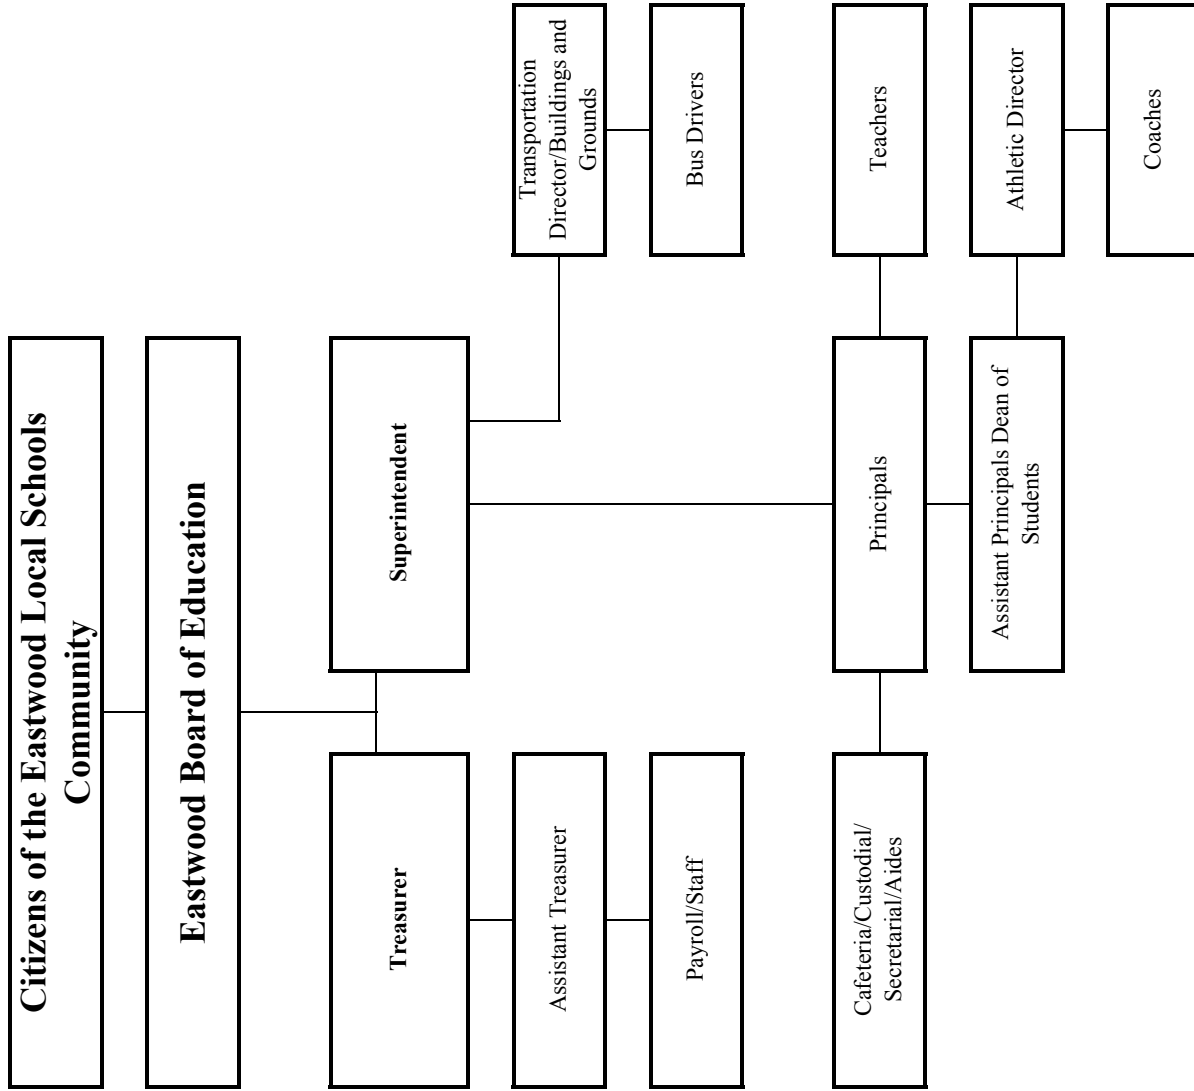 Citizens of the Eastwood Local Schools
Community
Eastwood Board of Education
Treasurer
Superintendent
Assistant Treasurer
Transportation
Director/Buildings and
Grounds
Payroll/Staff
Bus Drivers
Cafeteria/Custodial/
Secretarial/Aides
Principals
Teachers
Assistant Principals Dean of
Students
Athletic Director
Coaches